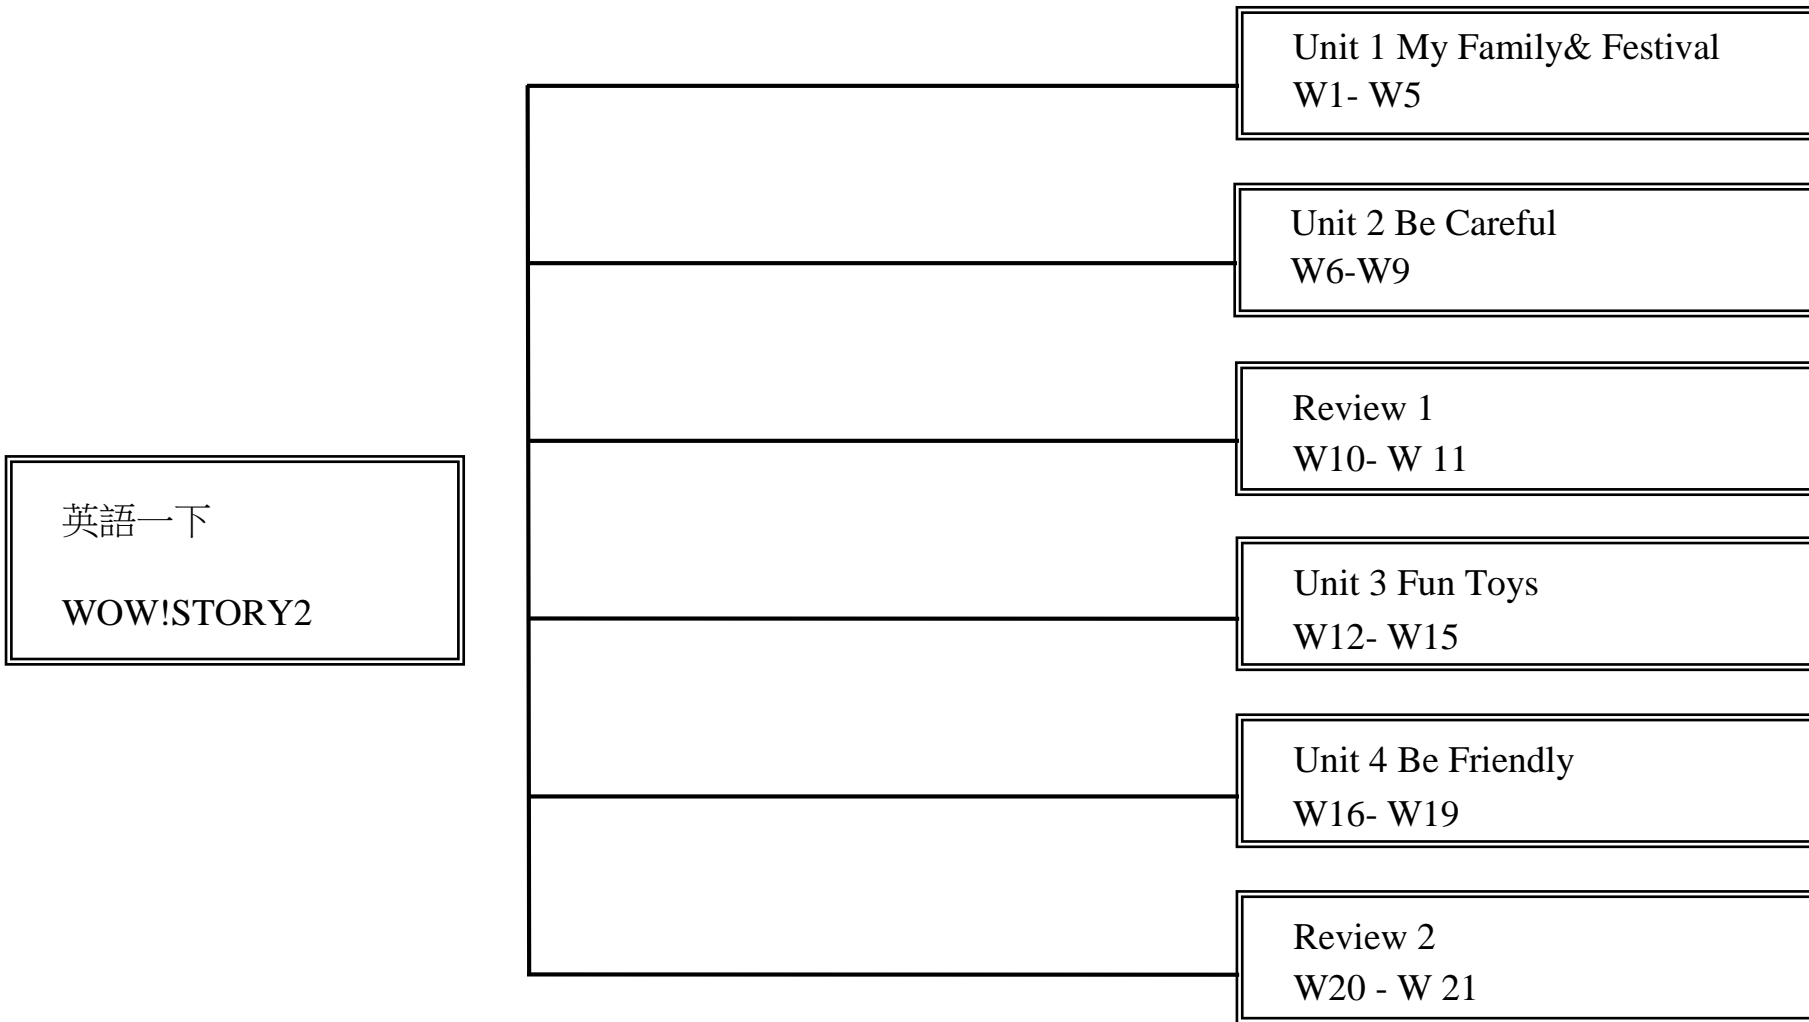 英語一下
WOW!STORY2
Unit 1 My Family& Festival
W1- W5
Unit 2 Be Careful
W6-W9
Review 1
W10- W 11
Unit 3 Fun Toys
W12- W15
Unit 4 Be Friendly
W16- W19
Review 2
W20 - W 21